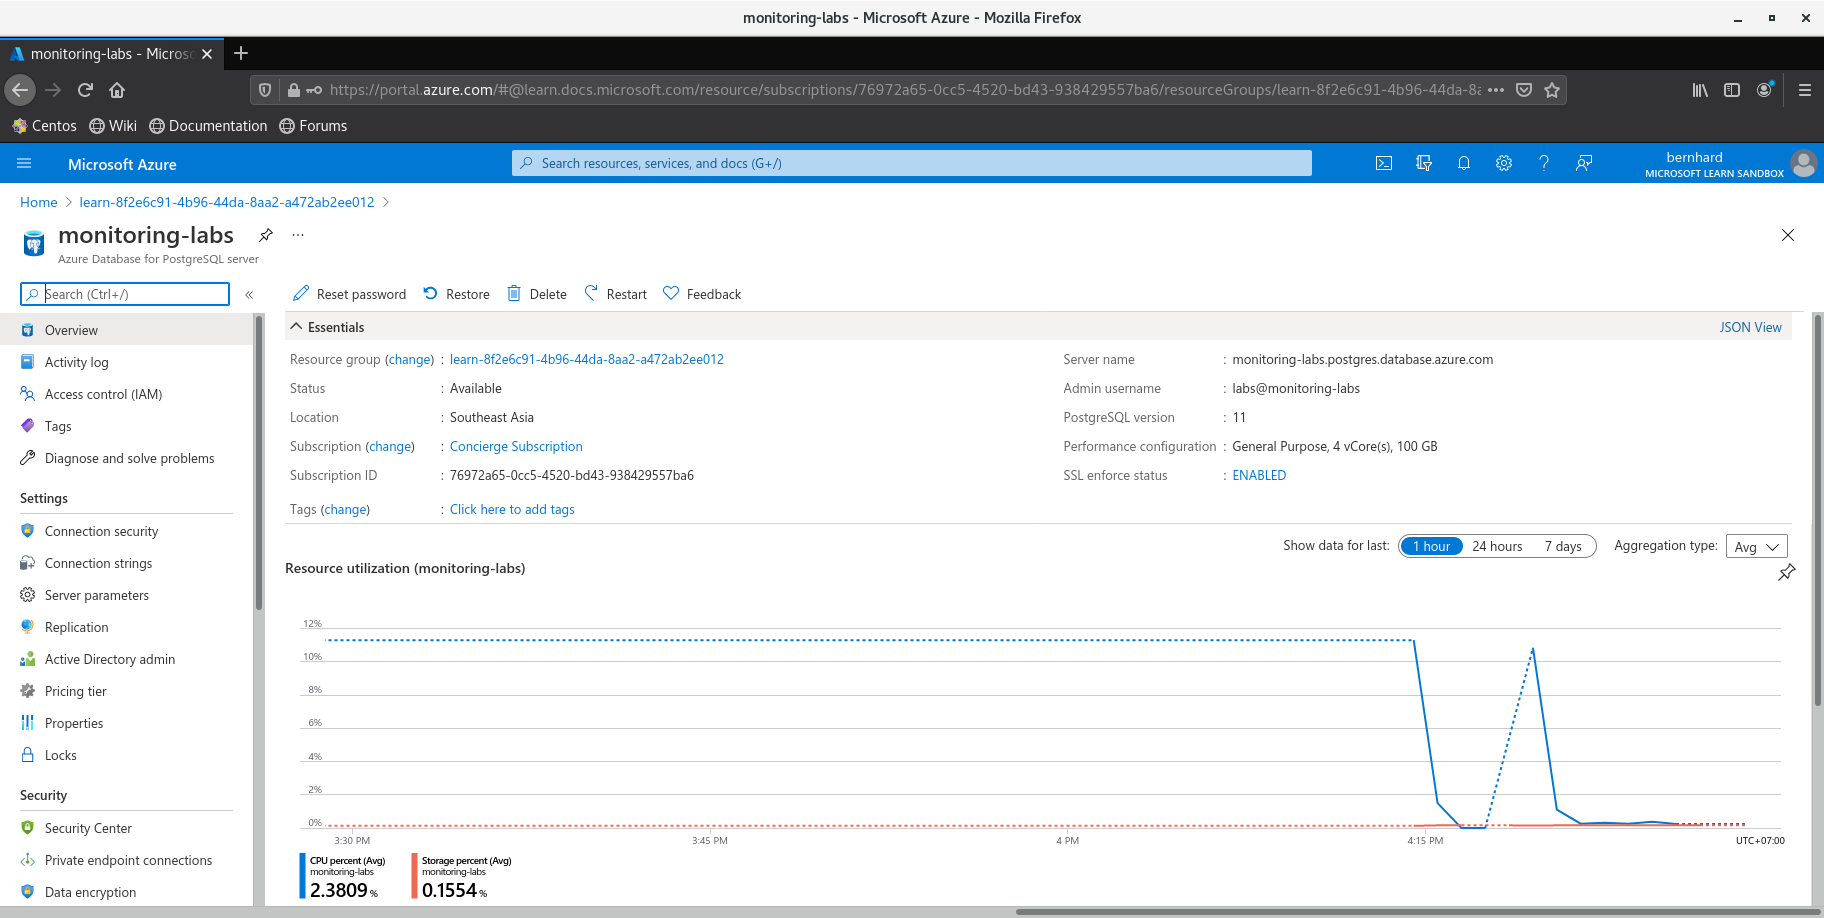 monitoring-labs - Microsoft Azure - Mozilla Firefox
monitoring-labs - Microso
https://portal.azure.com/#@learn.docs.microsoft.com/resource/subscriptions/76972a65-0cc5-4520-bd43-938429557ba6/resourceGroups/learn-8f2e6c91-4b96-44da-8a
Centos Wiki Documentation Forums
Microsoft Azure
Search resources, services, and docs (G+/)
bernhard
MICROSOFT LEARN SANDBOX
Home > learn-8f2e6c91-4b96-44da-8aa2-a472ab2ee012 >
monitoring-labs ...
Azure Database for PostgreSQL server
Search (Ctrl+/) «
Overview
Activity log
Access control (IAM)
Tags
Diagnose and solve problems
Settings
Connection security
Connection strings
Server parameters
Replication
Active Directory admin
Pricing tier
Properties
Locks
Security
Security Center
Private endpoint connections
Data encryption
Reset password Restore Delete Restart Feedback
Essentials JSON View
Resource group (change) : learn-8f2e6c91-4b96-44da-8aa2-a472ab2ee012
Status : Available
Location : Southeast Asia
Subscription (change) : Concierge Subscription
Subscription ID : 76972a65-0cc5-4520-bd43-938429557ba6
Tags (change) : Click here to add tags
Server name : monitoring-labs.postgres.database.azure.com
Admin username : labs@monitoring-labs
PostgreSQL version : 11
Performance configuration : General Purpose, 4 vCore(s), 100 GB
SSL enforce status : ENABLED
Show data for last: 1 hour 24 hours 7 days Aggregation type: Avg
Resource utilization (monitoring-labs)
12%
10%
8%
6%
4%
2%
0%
3:30 PM 3:45 PM 4 PM 4:15 PM UTC+07:00
CPU percent (Avg)
monitoring-labs
2.3809 %
Storage percent (Avg)
monitoring-labs
0.1554 %